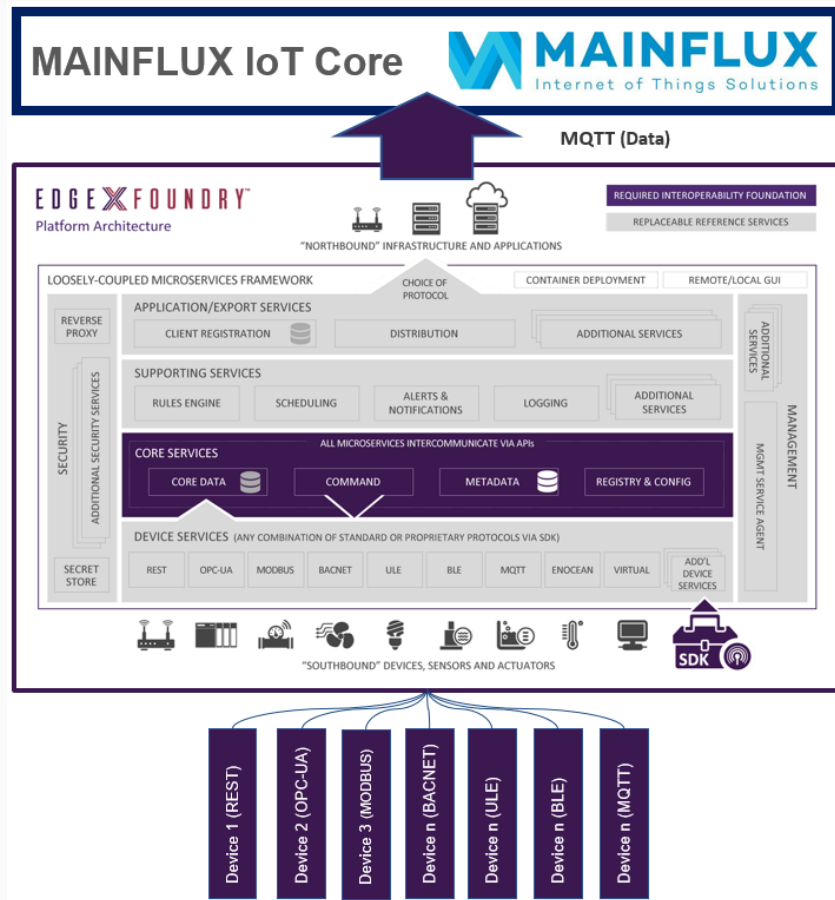 MAINFLUX IoT Core
MAINFLUX
Internet of Things Solutions
MQTT (Data)
EDGE X FOUNDRY™
Platform Architecture
REQUIRED INTEROPERABILITY FOUNDATION
REPLACEABLE REFERENCE SERVICES
"NORTHBOUND" INFRASTRUCTURE AND APPLICATIONS
LOOSELY-COUPLED MICROSERVICES FRAMEWORK
CHOICE OF
PROTOCOL
CONTAINER DEPLOYMENT
REMOTE/LOCAL GUI
REVERSE
PROXY
SECURITY
ADDITIONAL SECURITY SERVICES
SECRET
STORE
APPLICATION/EXPORT SERVICES
CLIENT REGISTRATION
DISTRIBUTION
ADDITIONAL SERVICES
SUPPORTING SERVICES
RULES ENGINE
SCHEDULING
ALERTS &
NOTIFICATIONS
LOGGING
ADDITIONAL
SERVICES
ALL MICROSERVICES INTERCOMMUNICATE VIA APIs
CORE SERVICES
CORE DATA
COMMAND
METADATA
REGISTRY & CONFIG
DEVICE SERVICES (ANY COMBINATION OF STANDARD OR PROPRIETARY PROTOCOLS VIA SDK)
REST
OPC-UA
MODBUS
BACNET
ULE
BLE
MQTT
ENOCEAN
VIRTUAL
ADD'L
DEVICE
SERVICES
ADDITIONAL
SERVICES
MANAGEMENT
MGMT SERVICE AGENT
SDK
"SOUTHBOUND" DEVICES, SENSORS AND ACTUATORS
Device 1 (REST)
Device 2 (OPC-UA)
Device 3 (MODBUS)
Device n (BACNET)
Device n (ULE)
Device n (BLE)
Device n (MQTT)